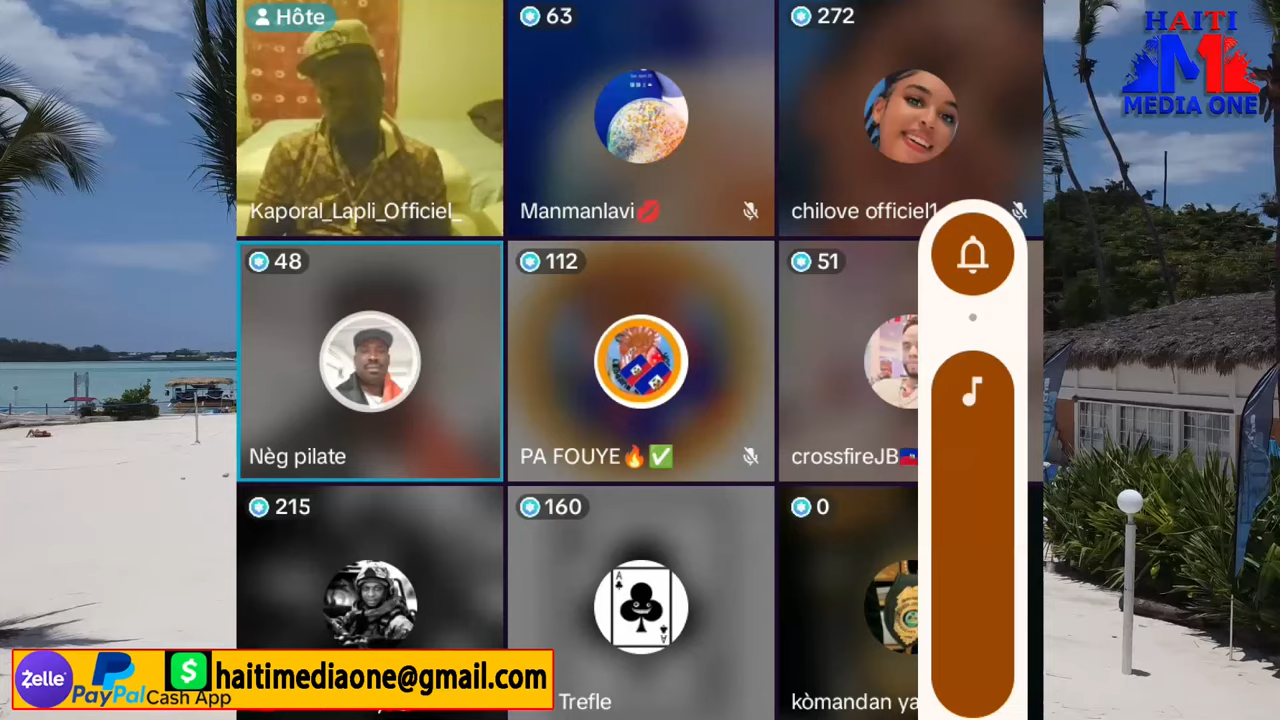 Hôte
63
272
HAITI
M
MEDIA ONE
Kaporal_Lapli_Officiel_
Manmanlavi💋
chilove officiel1
48
112
51
Nèg pilate
PA FOUYE🔥✅
crossfireJB🇭🇹
215
160
0
A
A
Zelle
PayPal
Cash App
$
haitimediaone@gmail.com
Trefle
kòmandan ya